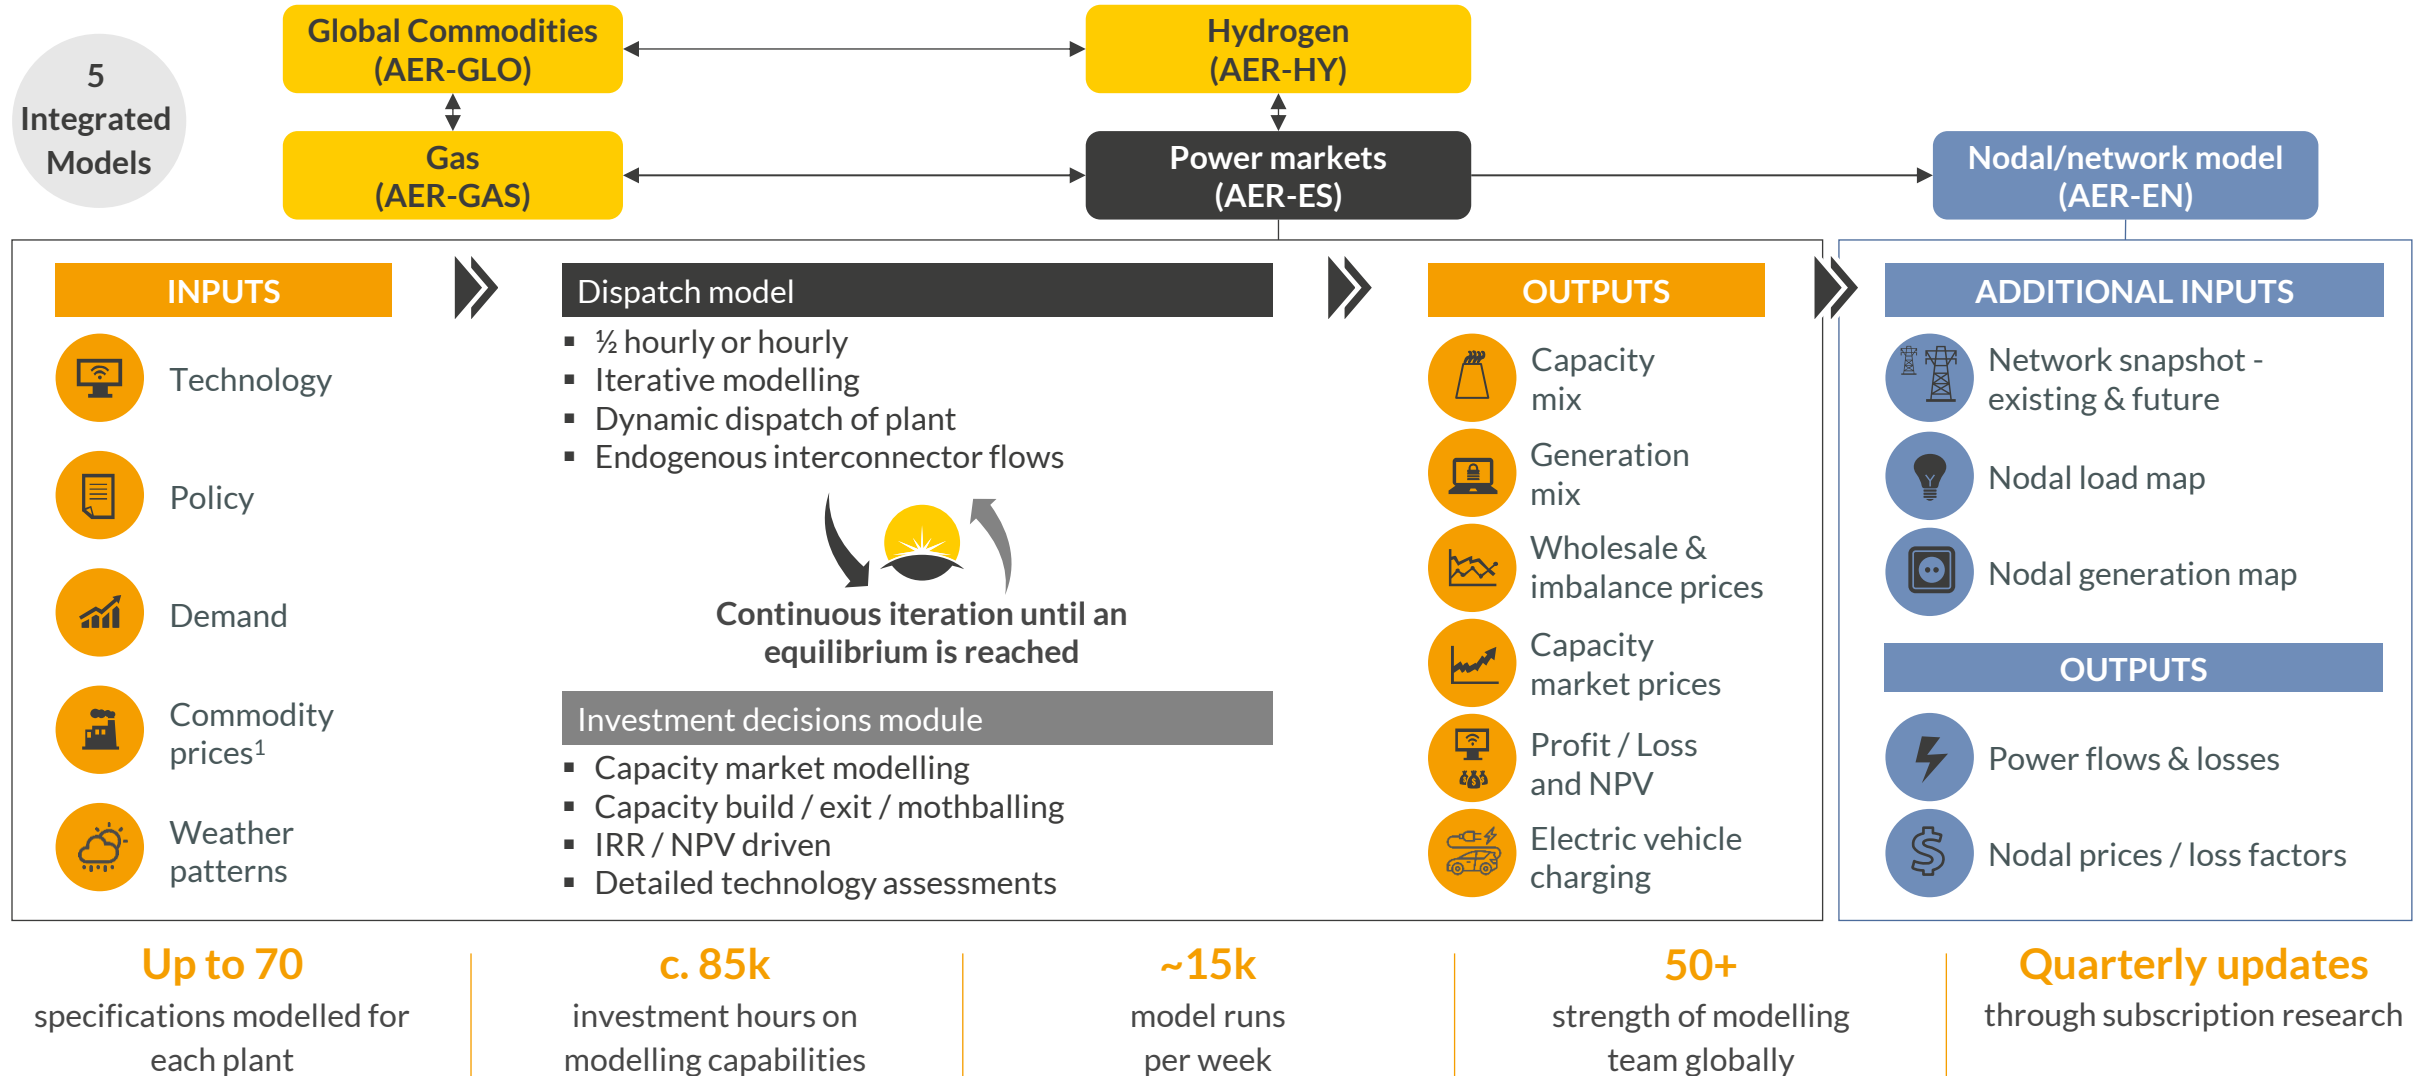 5
Integrated
Models
Global Commodities
(AER-GLO)
Hydrogen
(AER-HY)
Gas
(AER-GAS)
Power markets
(AER-ES)
Nodal/network model
(AER-EN)
INPUTS
Technology
Policy
Demand
Commodity
prices¹
Weather
patterns
Dispatch model
▪ ½ hourly or hourly
▪ Iterative modelling
▪ Dynamic dispatch of plant
▪ Endogenous interconnector flows
Continuous iteration until an
equilibrium is reached
Investment decisions module
▪ Capacity market modelling
▪ Capacity build / exit / mothballing
▪ IRR / NPV driven
▪ Detailed technology assessments
OUTPUTS
Capacity
mix
Generation
mix
Wholesale &
imbalance prices
Capacity
market prices
Profit / Loss
and NPV
Electric vehicle
charging
ADDITIONAL INPUTS
Network snapshot -
existing & future
Nodal load map
Nodal generation map
OUTPUTS
Power flows & losses
Nodal prices / loss factors
Up to 70
specifications modelled for
each plant
c. 85k
investment hours on
modelling capabilities
~15k
model runs
per week
50+
strength of modelling
team globally
Quarterly updates
through subscription research